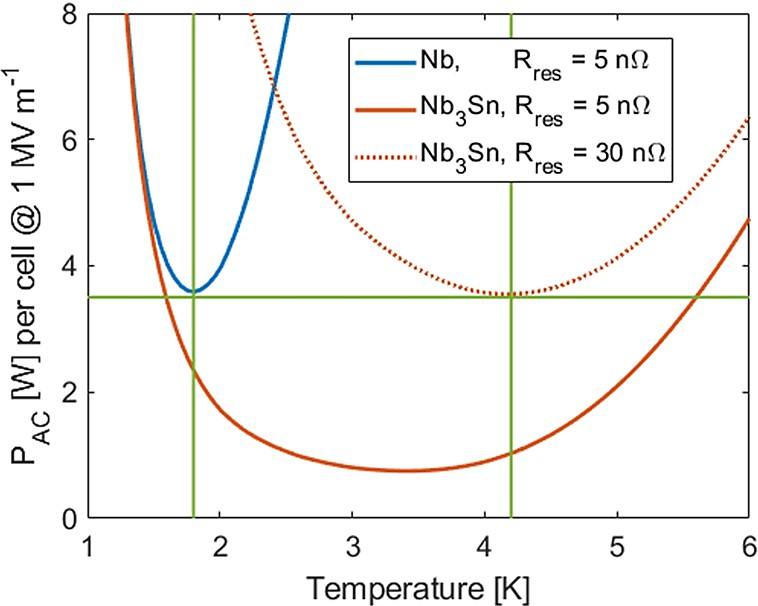 8
6
4
2
0
1 2 3 4 5 6
P_AC [W] per cell @ 1 MV m⁻¹
Temperature [K]
Nb, R_res = 5 nΩ
Nb₃Sn, R_res = 5 nΩ
Nb₃Sn, R_res = 30 nΩ